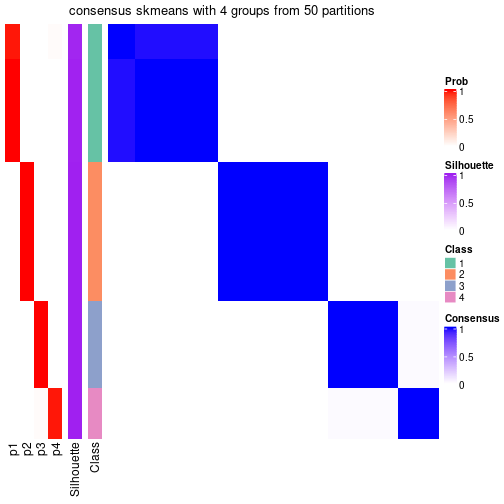 consensus skmeans with 4 groups from 50 partitions
Prob
1
0.5
0
Silhouette
1
0.5
0
Class
1
2
3
4
Consensus
1
0.5
0
p1
p2
p3
p4
Silhouette
Class